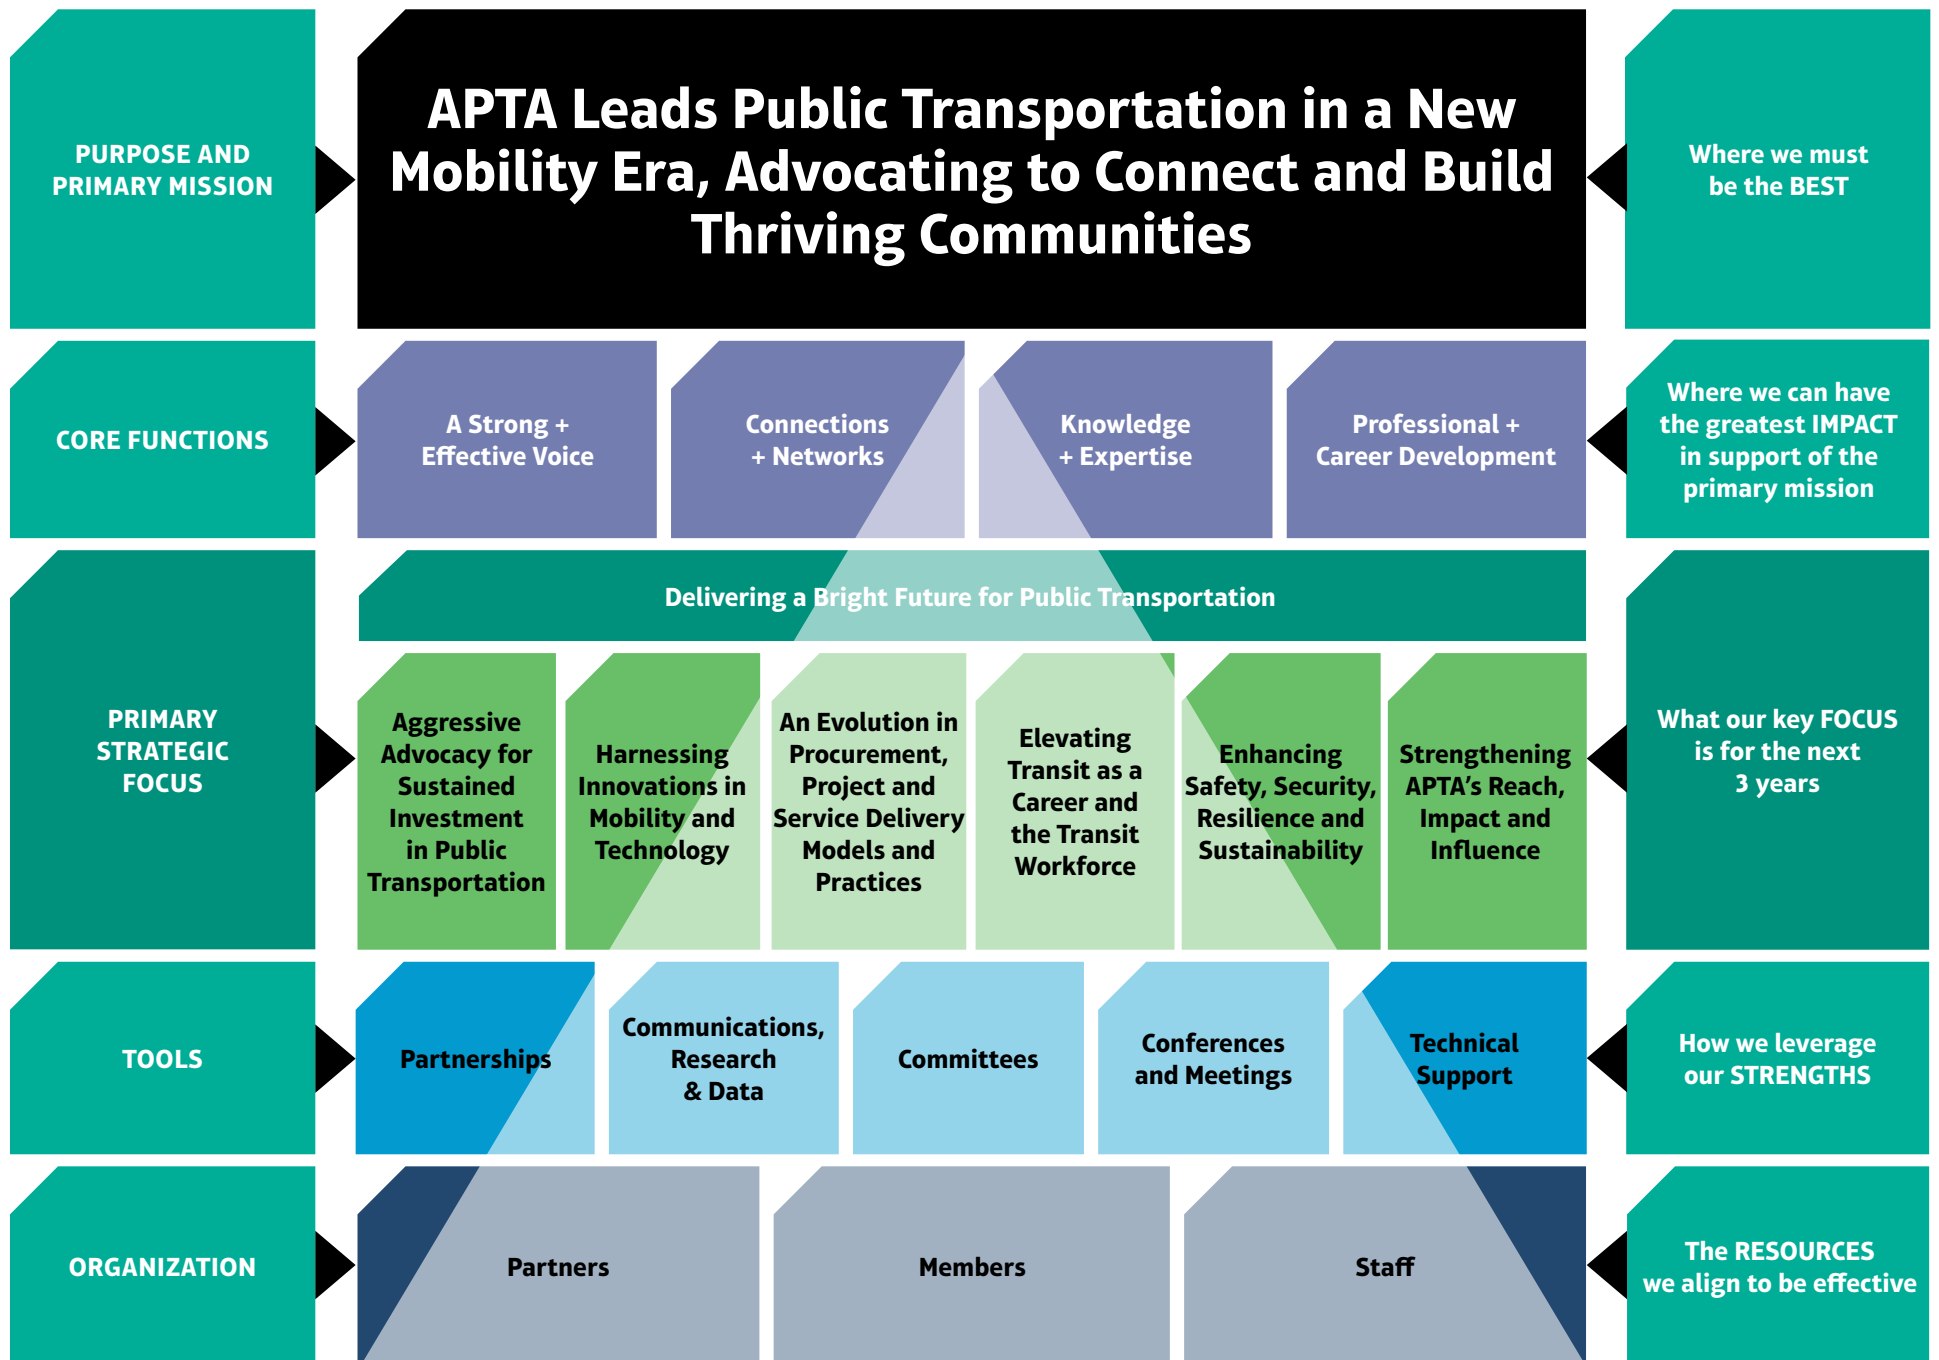 PURPOSE AND
PRIMARY MISSION
APTA Leads Public Transportation in a New
Mobility Era, Advocating to Connect and Build
Thriving Communities
Where we must
be the BEST
CORE FUNCTIONS
A Strong +
Effective Voice
Connections
+ Networks
Knowledge
+ Expertise
Professional +
Career Development
Where we can have
the greatest IMPACT
in support of the
primary mission
PRIMARY
STRATEGIC
FOCUS
Delivering a Bright Future for Public Transportation
Aggressive
Advocacy for
Sustained
Investment
in Public
Transportation
Harnessing
Innovations in
Mobility and
Technology
An Evolution in
Procurement,
Project and
Service Delivery
Models and
Practices
Elevating
Transit as a
Career and
the Transit
Workforce
Enhancing
Safety, Security,
Resilience and
Sustainability
Strengthening
APTA’s Reach,
Impact and
Influence
What our key FOCUS
is for the next
3 years
TOOLS
Partnerships
Communications,
Research
& Data
Committees
Conferences
and Meetings
Technical
Support
How we leverage
our STRENGTHS
ORGANIZATION
Partners
Members
Staff
The RESOURCES
we align to be effective